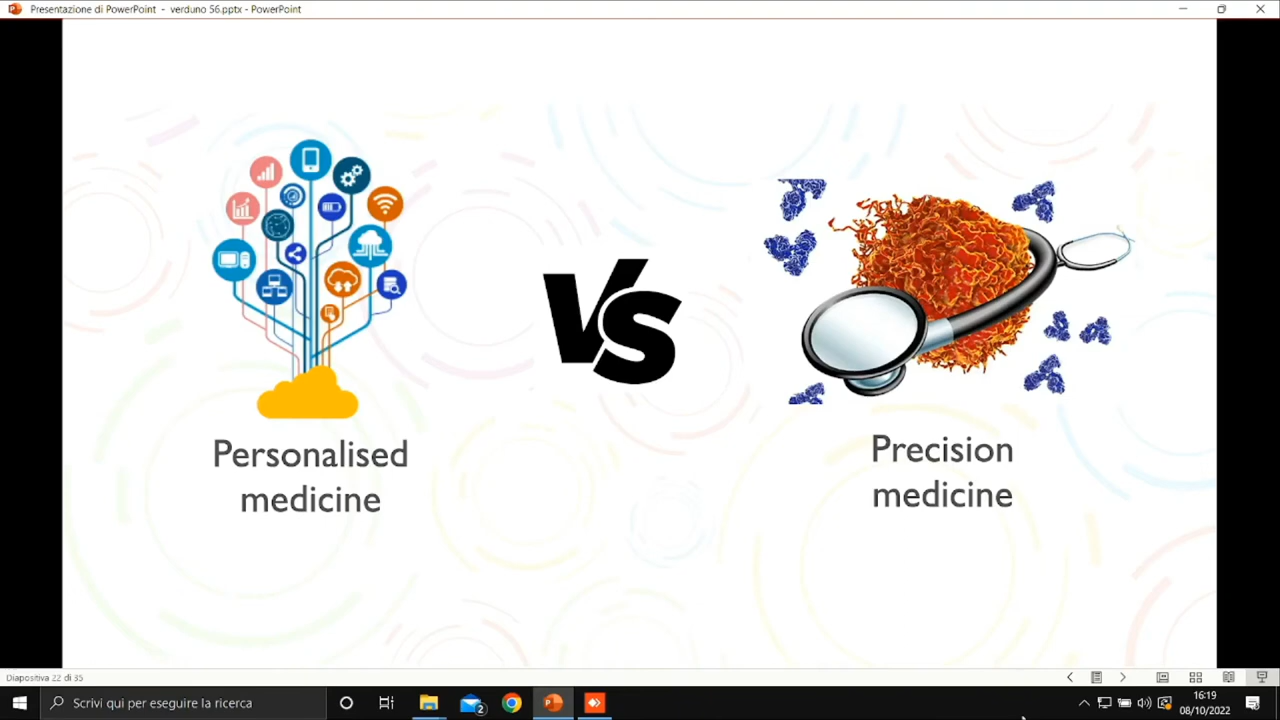 Presentazione di PowerPoint - verduno 56.pptx - PowerPoint
VS
Personalised
medicine
Precision
medicine
Diapositiva 22 di 35
Scrivi qui per eseguire la ricerca
2
16:19
08/10/2022